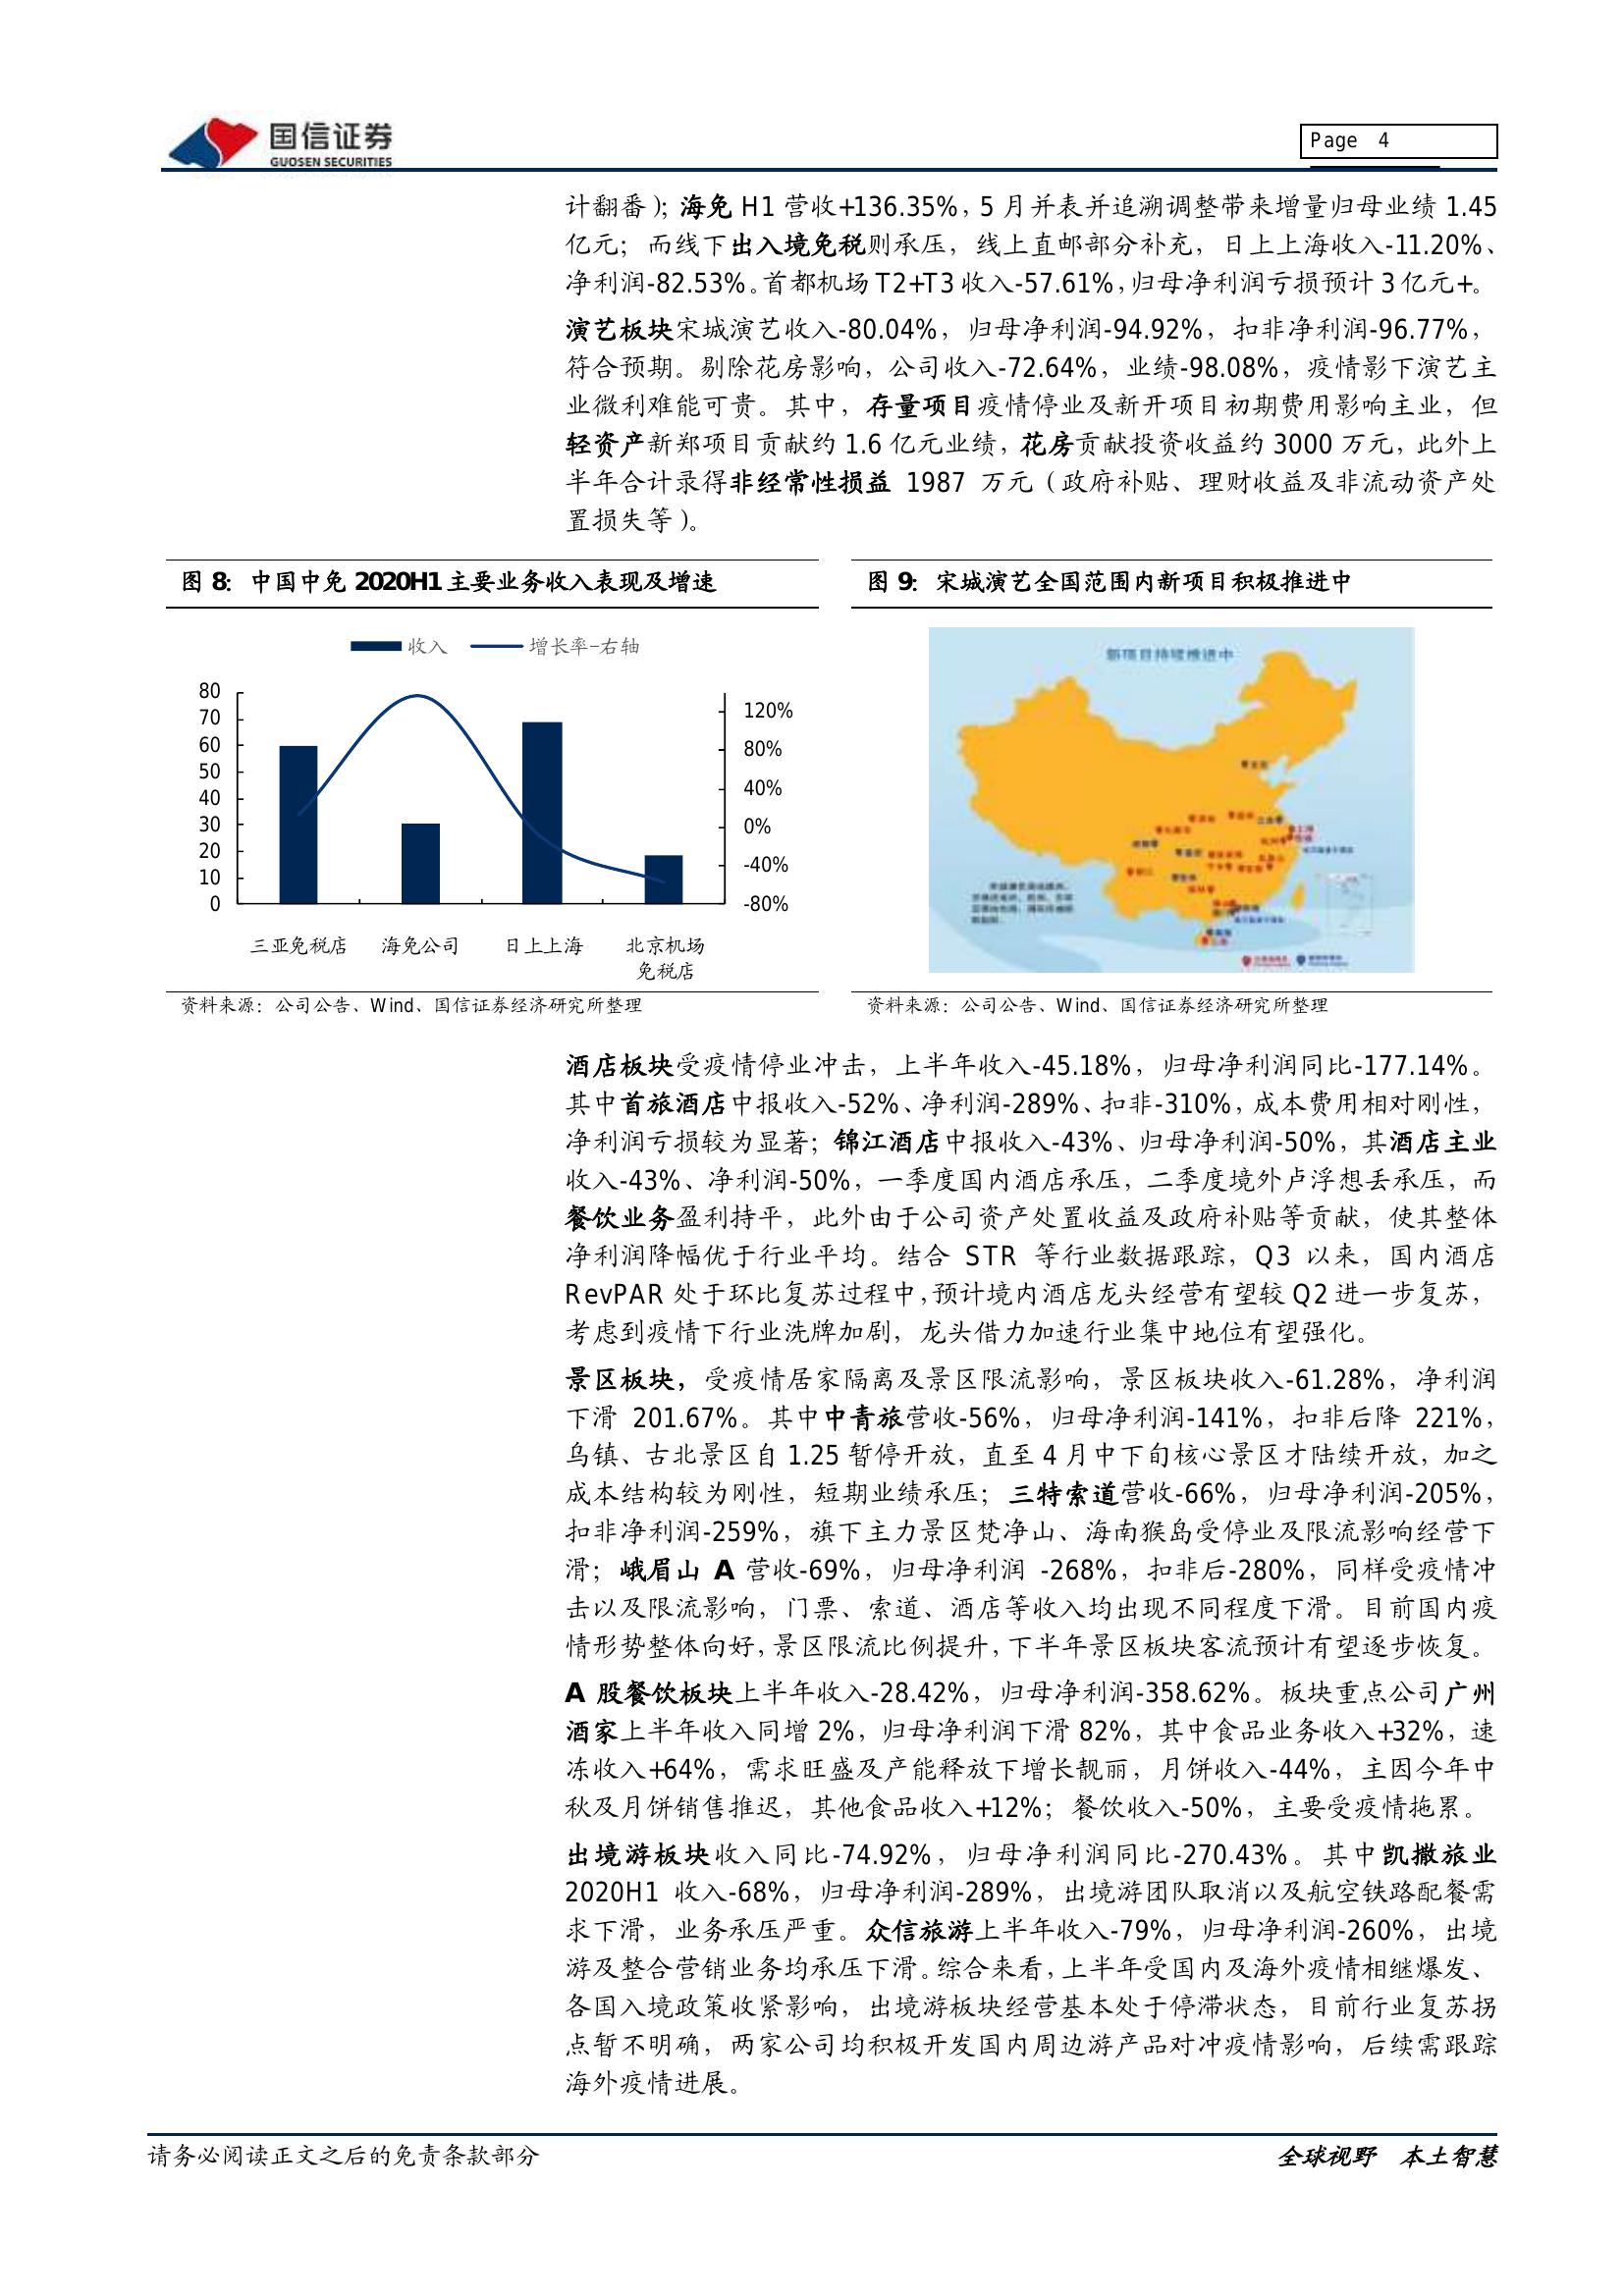 国信证券
GUOSEN SECURITIES
Page 4
计翻番）；海免 H1 营收+136.35%，5 月并表并追溯调整带来增量归母业绩 1.45
亿元；而线下出入境免税则承压，线上直邮部分补充，日上上海收入-11.20%、
净利润-82.53%。首都机场 T2+T3 收入-57.61%，归母净利润亏损预计 3 亿元+。
演艺板块宋城演艺收入-80.04%，归母净利润-94.92%，扣非净利润-96.77%，
符合预期。剔除花房影响，公司收入-72.64%，业绩-98.08%，疫情影下演艺主
业微利难能可贵。其中，存量项目疫情停业及新开项目初期费用影响主业，但
轻资产新郑项目贡献约 1.6 亿元业绩，花房贡献投资收益约 3000 万元，此外上
半年合计录得非经常性损益 1987 万元（政府补贴、理财收益及非流动资产处
置损失等）。
图 8：中国中免 2020H1 主要业务收入表现及增速
收入 增长率-右轴
80
70
60
50
40
30
20
10
0
120%
80%
40%
0%
-40%
-80%
三亚免税店 海免公司 日上上海 北京机场
免税店
资料来源：公司公告、Wind、国信证券经济研究所整理
图 9：宋城演艺全国范围内新项目积极推进中
新项目持续推进中
资料来源：公司公告、Wind、国信证券经济研究所整理
酒店板块受疫情停业冲击，上半年收入-45.18%，归母净利润同比-177.14%。
其中首旅酒店中报收入-52%、净利润-289%、扣非-310%，成本费用相对刚性，
净利润亏损较为显著；锦江酒店中报收入-43%、归母净利润-50%，其酒店主业
收入-43%、净利润-50%，一季度国内酒店承压，二季度境外卢浮想丢承压，而
餐饮业务盈利持平，此外由于公司资产处置收益及政府补贴等贡献，使其整体
净利润降幅优于行业平均。结合 STR 等行业数据跟踪，Q3 以来，国内酒店
RevPAR 处于环比复苏过程中，预计境内酒店龙头经营有望较 Q2 进一步复苏，
考虑到疫情下行业洗牌加剧，龙头借力加速行业集中地位有望强化。
景区板块，受疫情居家隔离及景区限流影响，景区板块收入-61.28%，净利润
下滑 201.67%。其中中青旅营收-56%，归母净利润-141%，扣非后降 221%，
乌镇、古北景区自 1.25 暂停开放，直至 4 月中下旬核心景区才陆续开放，加之
成本结构较为刚性，短期业绩承压；三特索道营收-66%，归母净利润-205%，
扣非净利润-259%，旗下主力景区梵净山、海南猴岛受停业及限流影响经营下
滑；峨眉山 A 营收-69%，归母净利润 -268%，扣非后-280%，同样受疫情冲
击以及限流影响，门票、索道、酒店等收入均出现不同程度下滑。目前国内疫
情形势整体向好，景区限流比例提升，下半年景区板块客流预计有望逐步恢复。
A 股餐饮板块上半年收入-28.42%，归母净利润-358.62%。板块重点公司广州
酒家上半年收入同增 2%，归母净利润下滑 82%，其中食品业务收入+32%，速
冻收入+64%，需求旺盛及产能释放下增长靓丽，月饼收入-44%，主因今年中
秋及月饼销售推迟，其他食品收入+12%；餐饮收入-50%，主要受疫情拖累。
出境游板块收入同比-74.92%，归母净利润同比-270.43%。其中凯撒旅业
2020H1 收入-68%，归母净利润-289%，出境游团队取消以及航空铁路配餐需
求下滑，业务承压严重。众信旅游上半年收入-79%，归母净利润-260%，出境
游及整合营销业务均承压下滑。综合来看，上半年受国内及海外疫情相继爆发、
各国入境政策收紧影响，出境游板块经营基本处于停滞状态，目前行业复苏拐
点暂不明确，两家公司均积极开发国内周边游产品对冲疫情影响，后续需跟踪
海外疫情进展。
请务必阅读正文之后的免责条款部分
全球视野 本土智慧